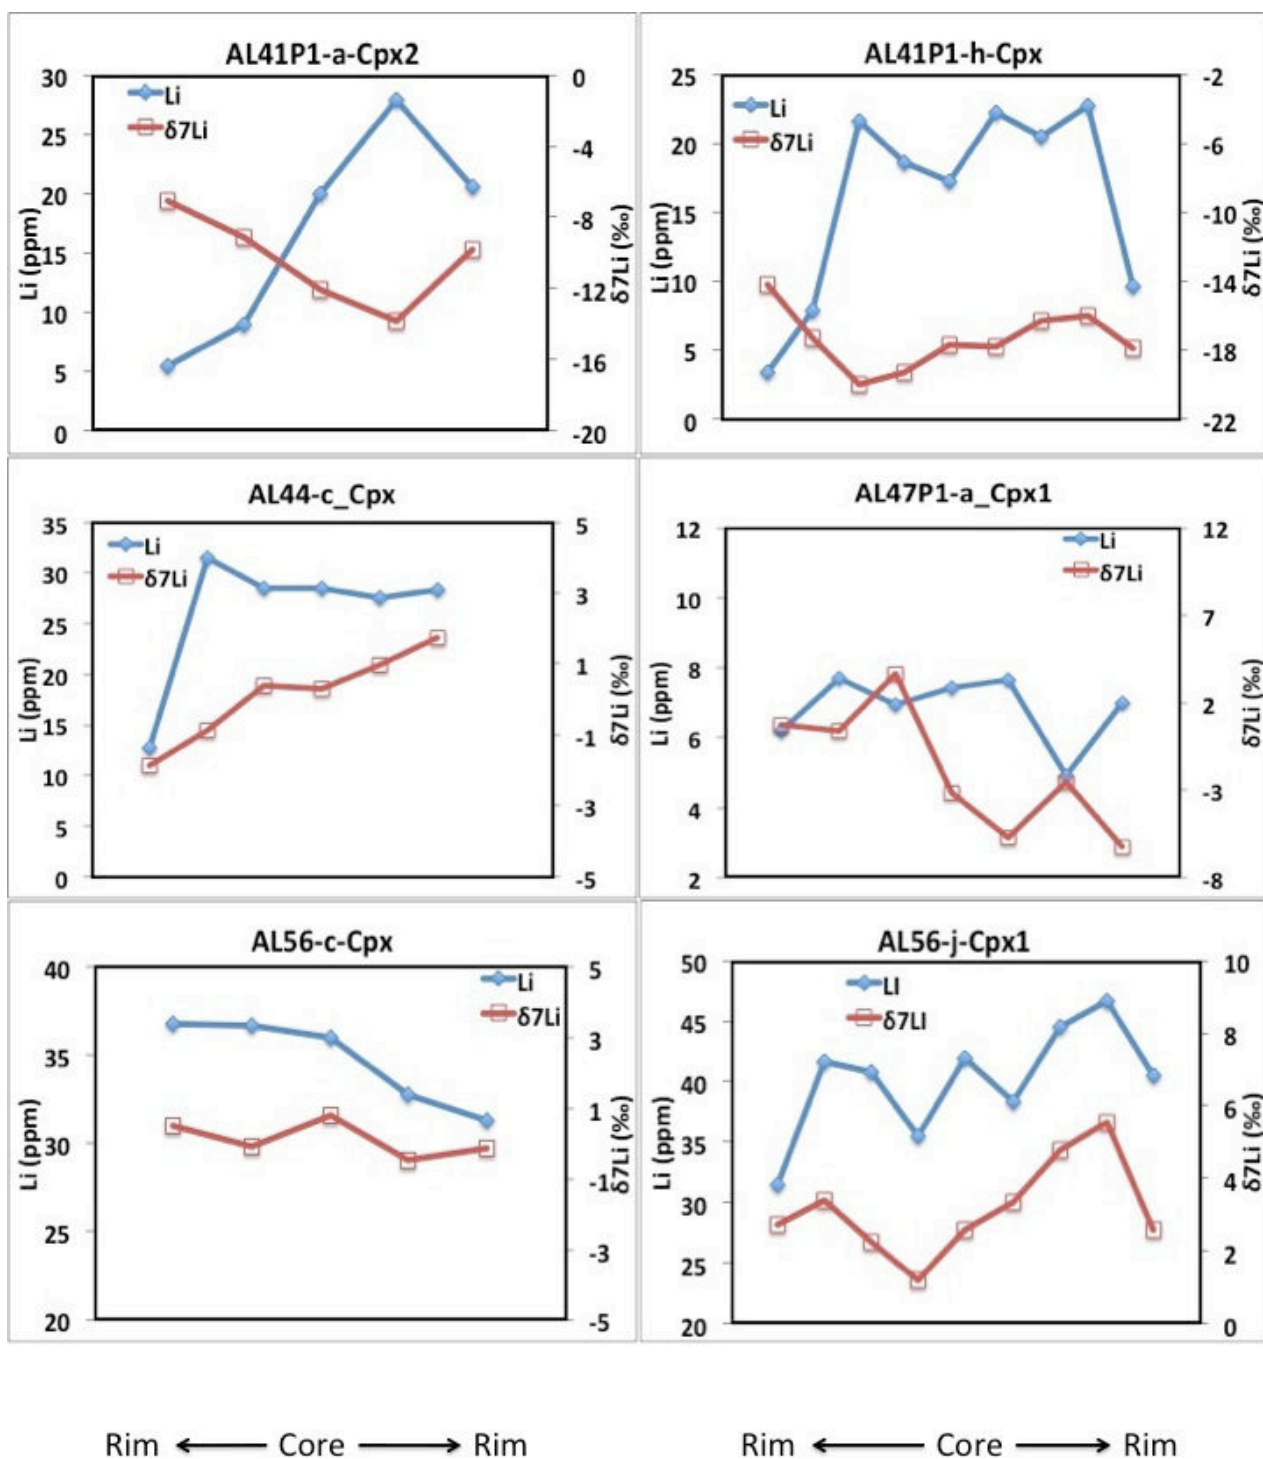 AL41P1-a-Cpx2
Li
δ7Li
30
25
20
15
10
5
0
Li (ppm)
0
-4
-8
-12
-16
-20
δ7Li (‰)
AL41P1-h-Cpx
Li
δ7Li
25
20
15
10
5
0
Li (ppm)
-2
-6
-10
-14
-18
-22
δ7Li (‰)
AL44-c_Cpx
Li
δ7Li
35
30
25
20
15
10
5
0
Li (ppm)
5
3
1
-1
-3
-5
δ7Li (‰)
AL47P1-a_Cpx1
Li
δ7Li
12
10
8
6
4
2
Li (ppm)
12
7
2
-3
-8
δ7Li (‰)
AL56-c-Cpx
Li
δ7Li
40
35
30
25
20
Li (ppm)
5
3
1
-1
-3
-5
δ7Li (‰)
AL56-j-Cpx1
LI
δ7LI
50
45
40
35
30
25
20
Li (ppm)
10
8
6
4
2
0
δ7Li (‰)
Rim Core Rim
Rim Core Rim